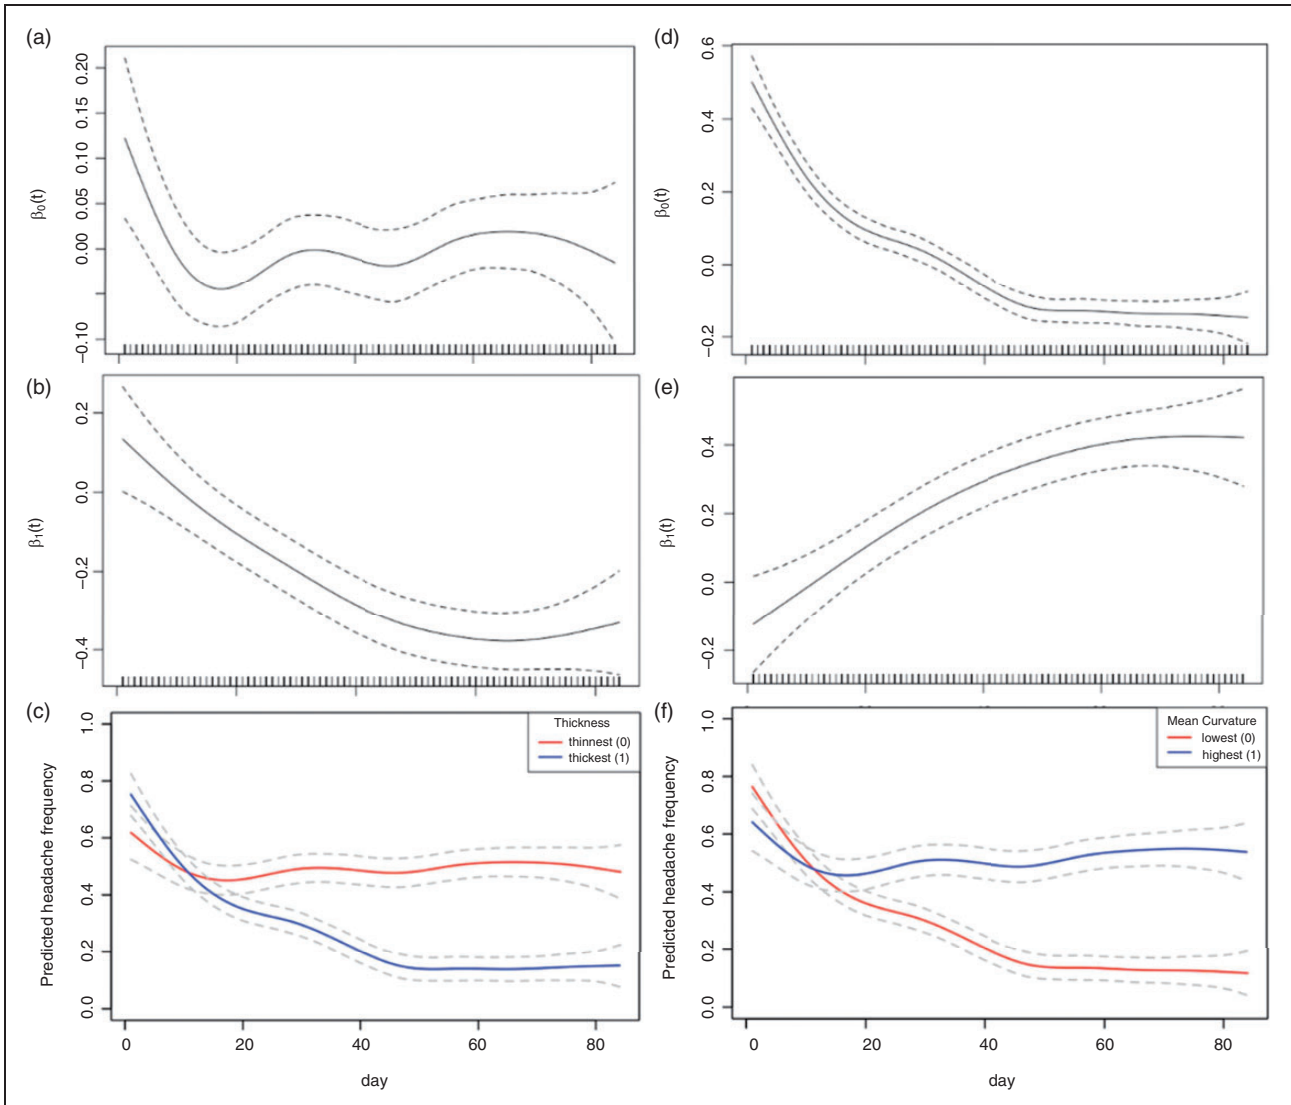 (a)
0.20
0.15
0.10
0.05
0.00
−0.10
β0(t)
(b)
0.2
0.0
−0.2
−0.4
β1(t)
(c)
1.0
0.8
0.6
0.4
0.2
0.0
Predicted headache frequency
Thickness
thinnest (0)
thickest (1)
0 20 40 60 80
day
(d)
0.6
0.4
0.2
0.0
−0.2
β0(t)
(e)
0.4
0.2
0.0
−0.2
β1(t)
(f)
1.0
0.8
0.6
0.4
0.2
0.0
Predicted headache frequency
Mean Curvature
lowest (0)
highest (1)
0 20 40 60 80
day